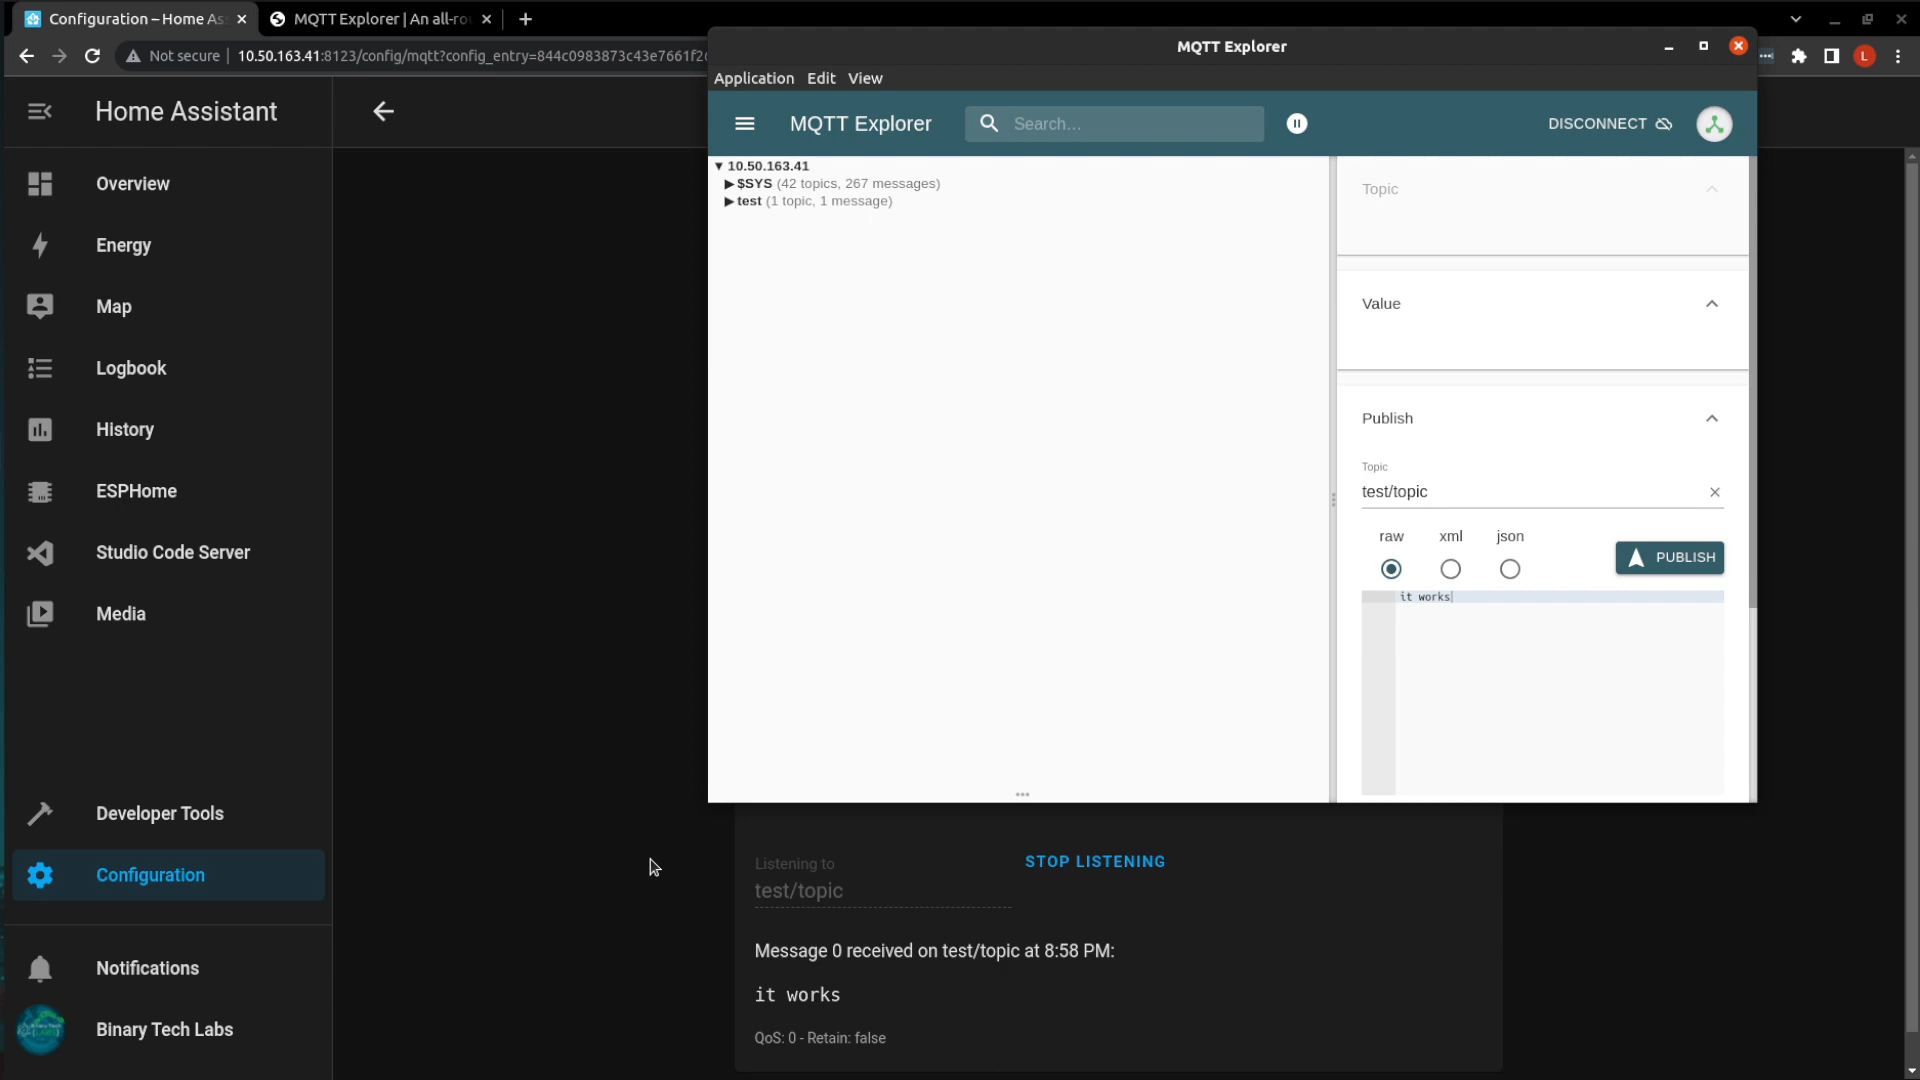 Configuration – Home As
MQTT Explorer | An all-ro
Not secure
10.50.163.41:8123/config/mqtt?config_entry=844c0983873c43e7661f2
Home Assistant
Overview
Energy
Map
Logbook
History
ESPHome
Studio Code Server
Media
Developer Tools
Configuration
Notifications
Binary Tech Labs
MQTT Explorer
Application Edit View
MQTT Explorer
Search...
DISCONNECT
L
▼ 10.50.163.41
▶ $SYS (42 topics, 267 messages)
▶ test (1 topic, 1 message)
Topic
Value
Publish
Topic
test/topic
raw xml json
PUBLISH
it works
Listening to
test/topic
STOP LISTENING
Message 0 received on test/topic at 8:58 PM:
it works
QoS: 0 - Retain: false